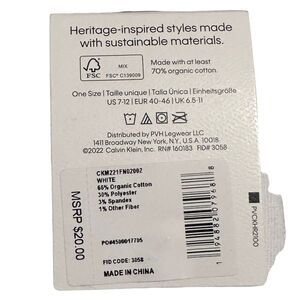 Heritage-inspired styles made
with sustainable materials.
FSC
MIX
FSC® C139009
Made with at least
70% organic cotton.
One Size | Taille unique | Talla Única | Einheitsgröße
US 7-12 | EUR 40-46 | UK 6.5-11
Distributed by PVH Legwear LLC
1411 Broadway New York, N.Y. U.S.A 10018
©2022 Calvin Klein, Inc. RN# 160183 FID# 3058
CKM221FN02002
WHITE
66% Organic Cotton
30% Polyester
3% Spandex
1% Other Fiber
PO#4500017705
FID CODE: 3058
MADE IN CHINA
MSRP $20.00